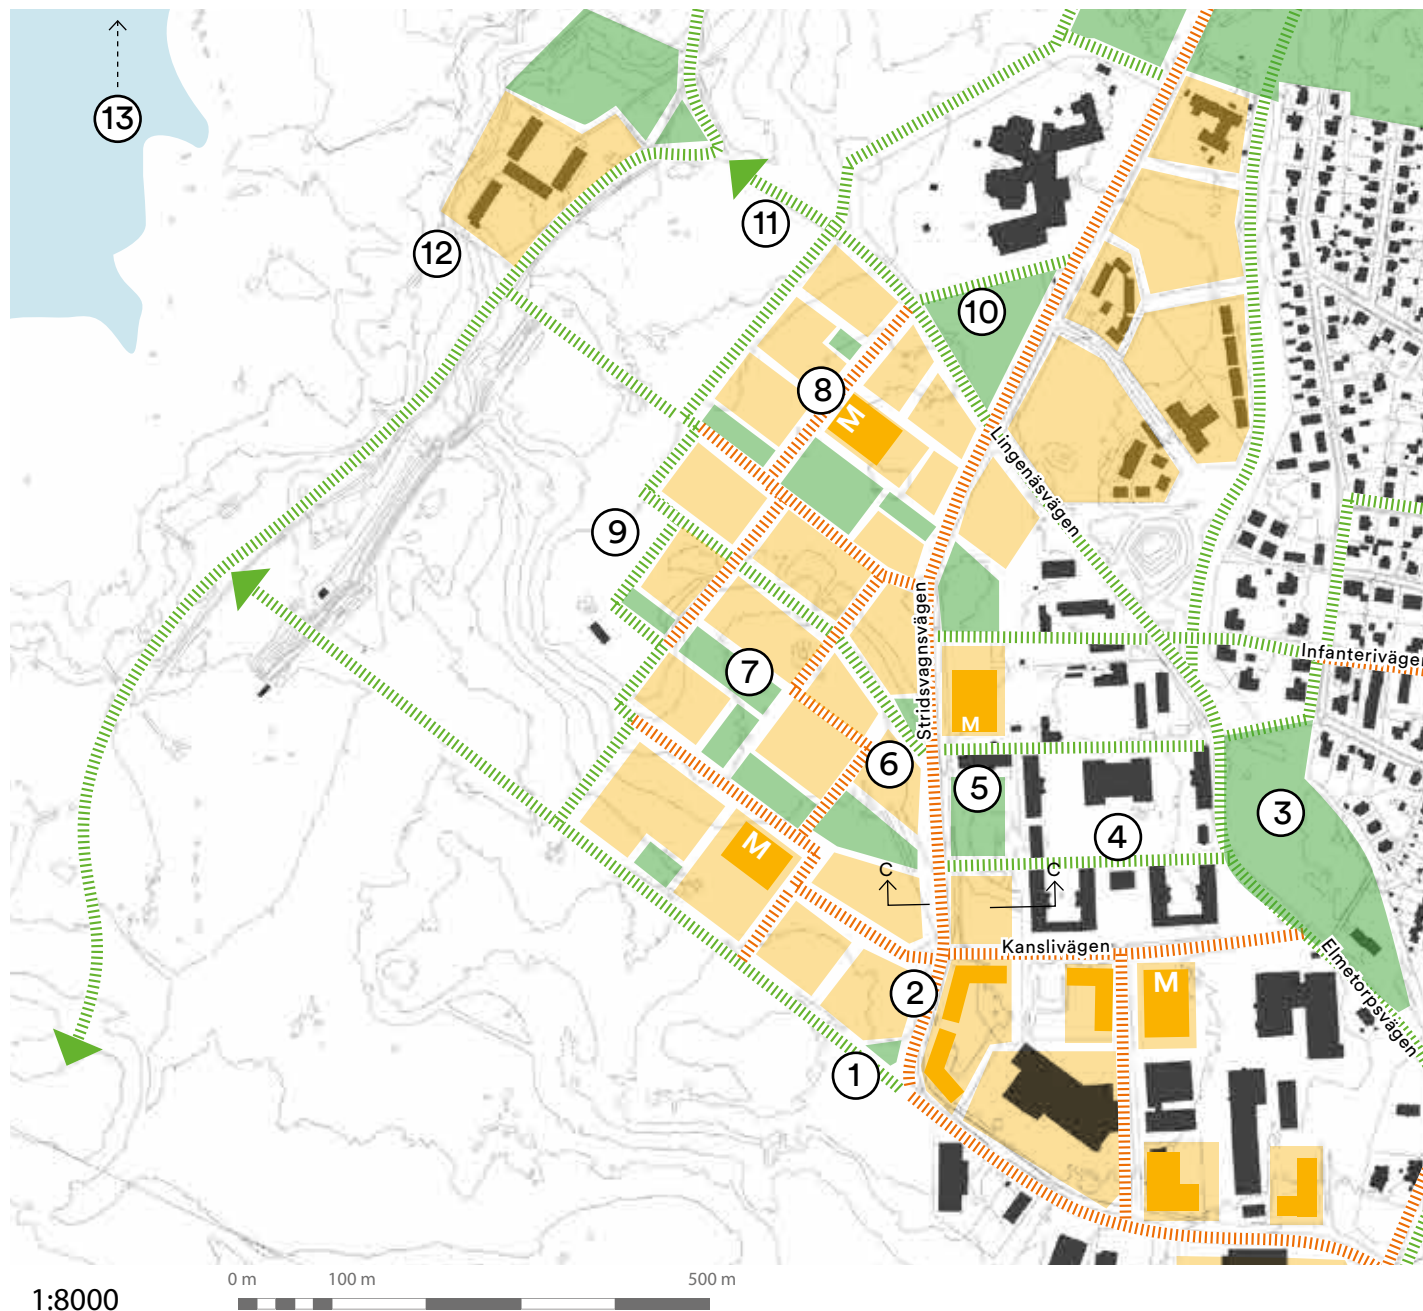 13
12
11
10
8
M
Lingenäsvägen
9
Stridsvagnsvägen
Infanterivägen
7
M
6
5
3
4
M
C
C
Kanslivägen
Elmetorpsvägen
2
M
1
0 m
100 m
500 m
1:8000